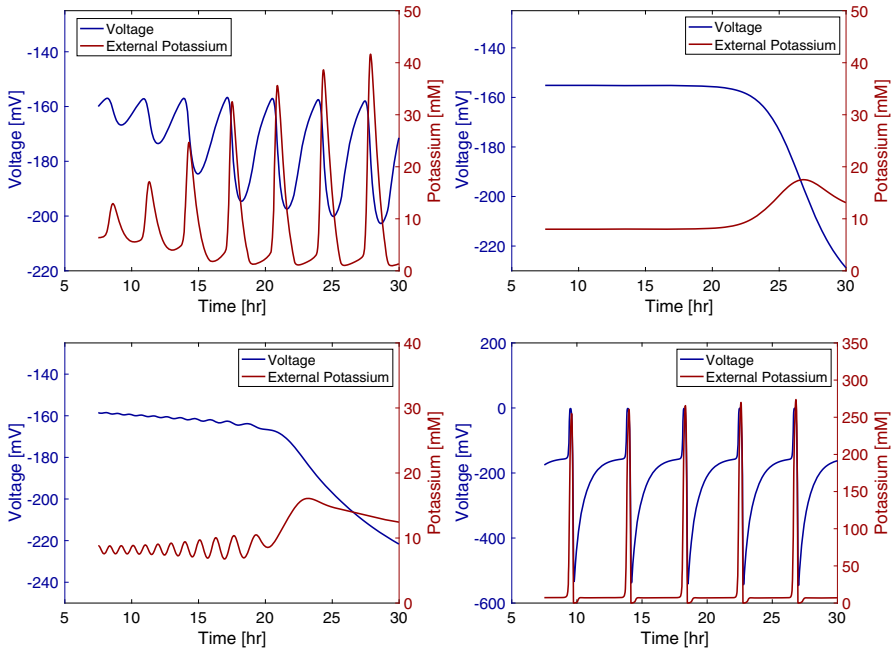 Voltage
External Potassium
-120
-140
-160
-180
-200
-220
Voltage [mV]
50
40
30
20
10
0
Potassium [mM]
5 10 15 20 25 30
Time [hr]
Voltage
External Potassium
-140
-160
-180
-200
-220
Voltage [mV]
50
40
30
20
10
0
Potassium [mM]
5 10 15 20 25 30
Time [hr]
Voltage
External Potassium
-140
-160
-180
-200
-220
-240
Voltage [mV]
40
30
20
10
0
Potassium [mM]
5 10 15 20 25 30
Time [hr]
Voltage
External Potassium
200
0
-200
-400
-600
Voltage [mV]
350
300
250
200
150
100
50
0
Potassium [mM]
5 10 15 20 25 30
Time [hr]